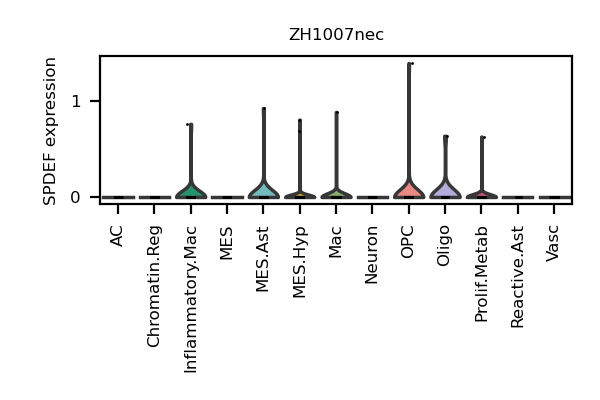 ZH1007nec
SPDEF expression
1
0
AC
Chromatin.Reg
Inflammatory.Mac
MES
MES.Ast
MES.Hyp
Mac
Neuron
OPC
Oligo
Prolif.Metab
Reactive.Ast
Vasc